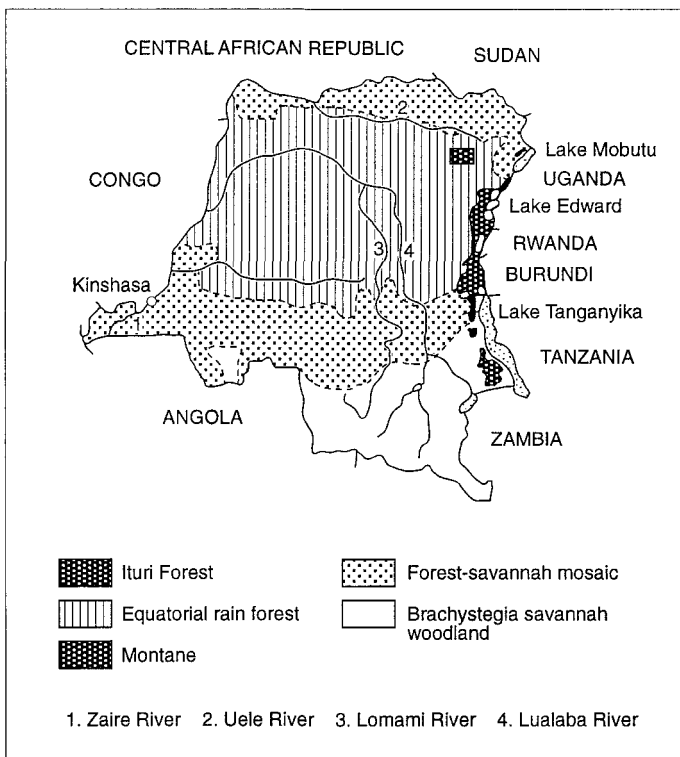 CENTRAL AFRICAN REPUBLIC
SUDAN
2
Lake Mobutu
UGANDA
CONGO
Lake Edward
3
4
RWANDA
Kinshasa
BURUNDI
Lake Tanganyika
1
TANZANIA
ANGOLA
ZAMBIA
Ituri Forest
Equatorial rain forest
Montane
Forest-savannah mosaic
Brachystegia savannah
woodland
1. Zaire River 2. Uele River 3. Lomami River 4. Lualaba River